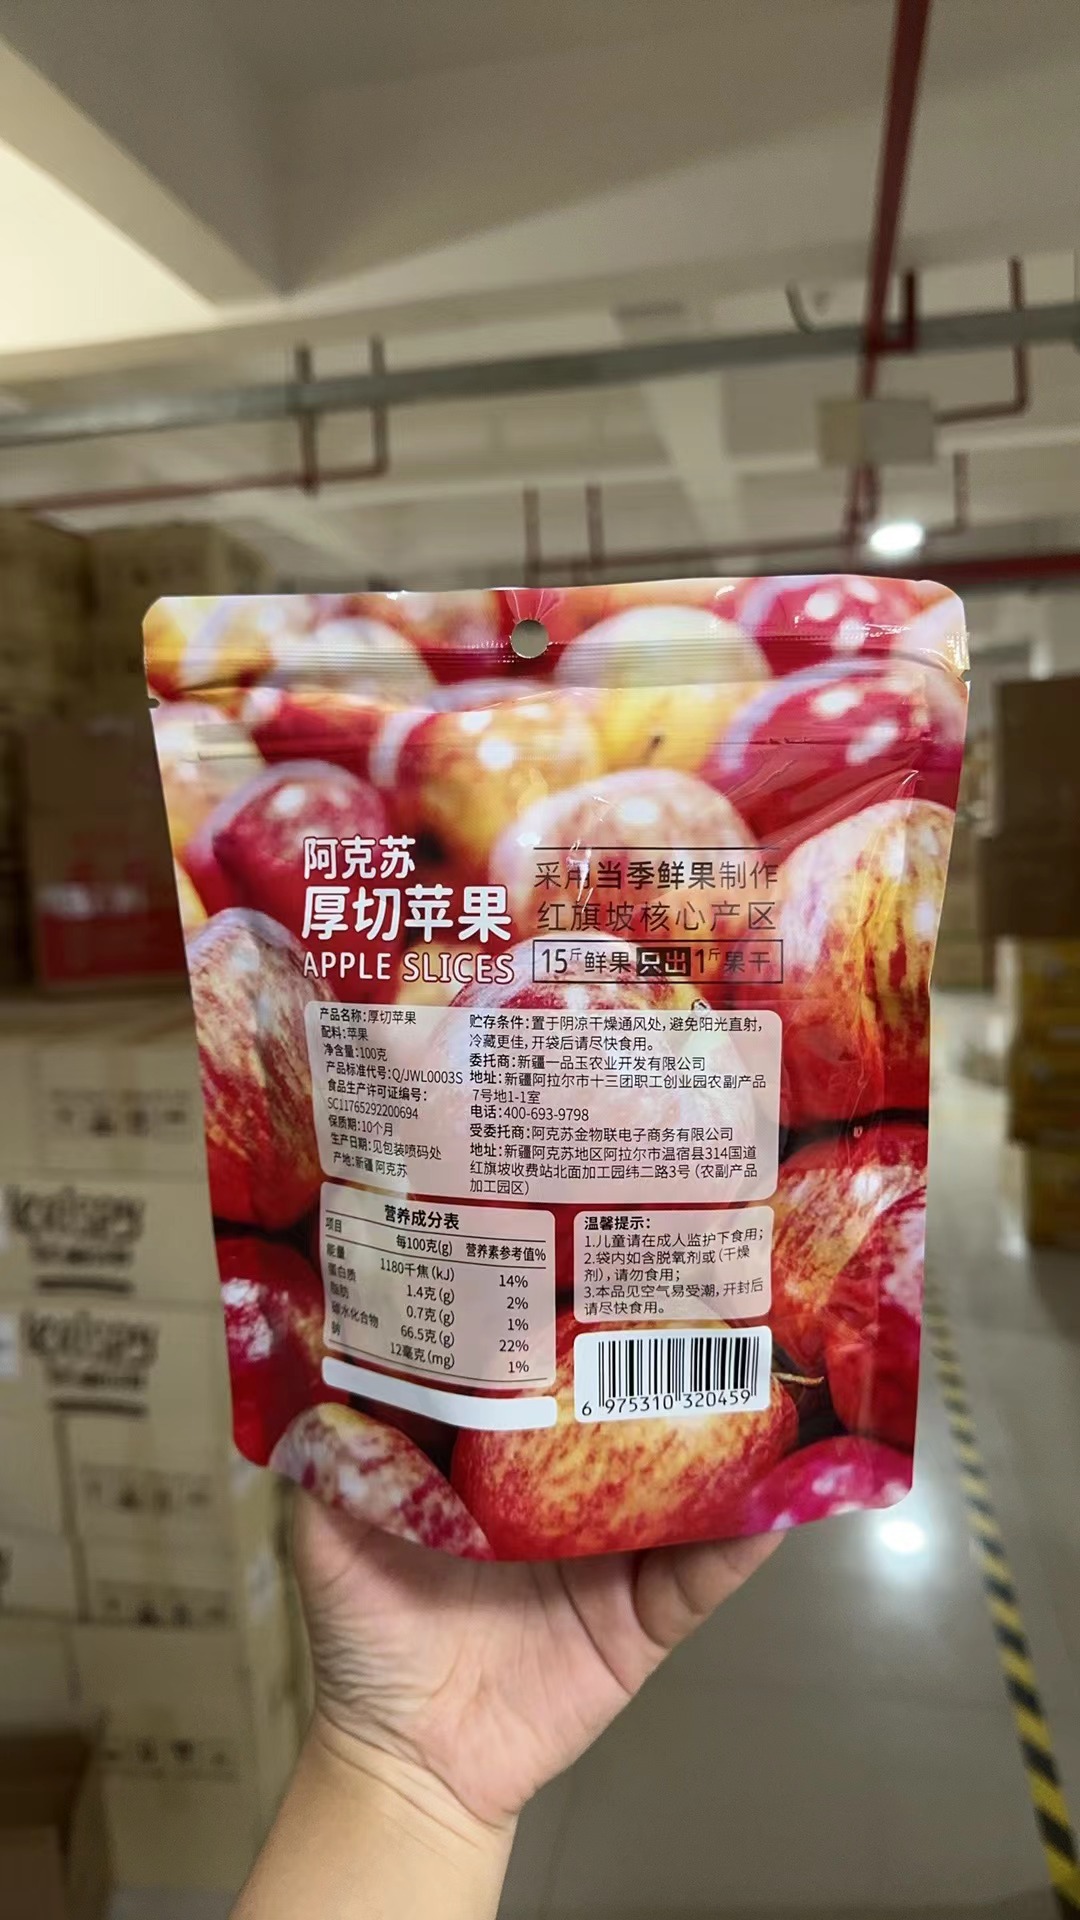 阿克苏
厚切苹果
APPLE SLICES
采用当季鲜果制作
红旗坡核心产区
15斤鲜果只出1斤果干
产品名称:厚切苹果
配料:苹果
净含量:100克
产品标准代号:Q/JWL0003S
食品生产许可证编号:
SC11765292200694
保质期:10个月
生产日期:见包装喷码处
产地:新疆 阿克苏
贮存条件:置于阴凉干燥通风处,避免阳光直射,
冷藏更佳,开袋后请尽快食用。
委托商:新疆一品玉农业开发有限公司
地址:新疆阿拉尔市十三团职工创业园农副产品
7号地1-1室
电话:400-693-9798
受委托商:阿克苏金物联电子商务有限公司
地址:新疆阿克苏地区阿拉尔市温宿县314国道
红旗坡收费站北面加工园纬二路3号(农副产品
加工园区)
营养成分表
项目 每100克(g) 营养素参考值%
能量 1180千焦(kJ) 14%
蛋白质 1.4克(g) 2%
脂肪 0.7克(g) 1%
碳水化合物 66.5克(g) 22%
钠 12毫克(mg) 1%
温馨提示:
1.儿童请在成人监护下食用;
2.袋内如含脱氧剂或(干燥
剂),请勿食用;
3.本品见空气易受潮,开封后
请尽快食用。
6 975310 320459